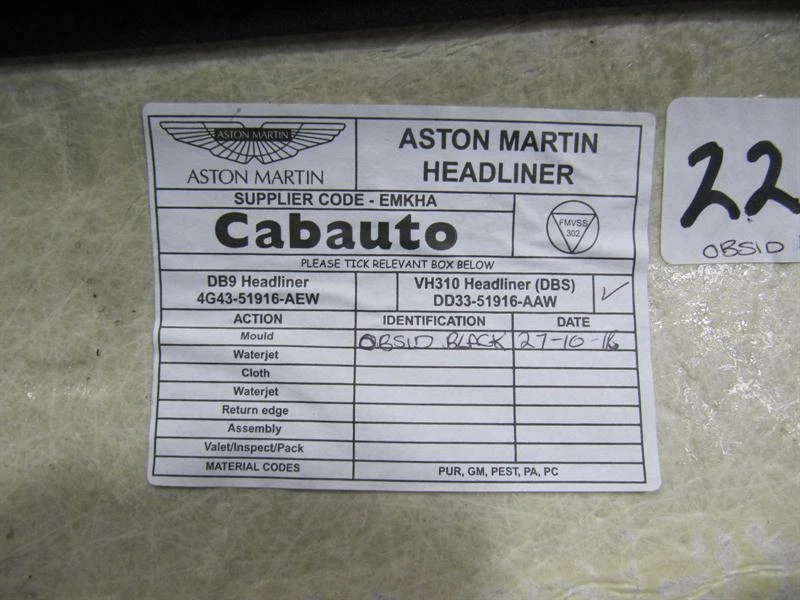 ASTON MARTIN
ASTON MARTIN
ASTON MARTIN
HEADLINER
SUPPLIER CODE - EMKHA
Cabauto
FMVSS
302
PLEASE TICK RELEVANT BOX BELOW
DB9 Headliner
4G43-51916-AEW
VH310 Headliner (DBS)
DD33-51916-AAW
✓
ACTION IDENTIFICATION DATE
Mould OBSID BLACK 27-10-16
Waterjet
Cloth
Waterjet
Return edge
Assembly
Valet/Inspect/Pack
MATERIAL CODES PUR, GM, PEST, PA, PC
22
OBSID